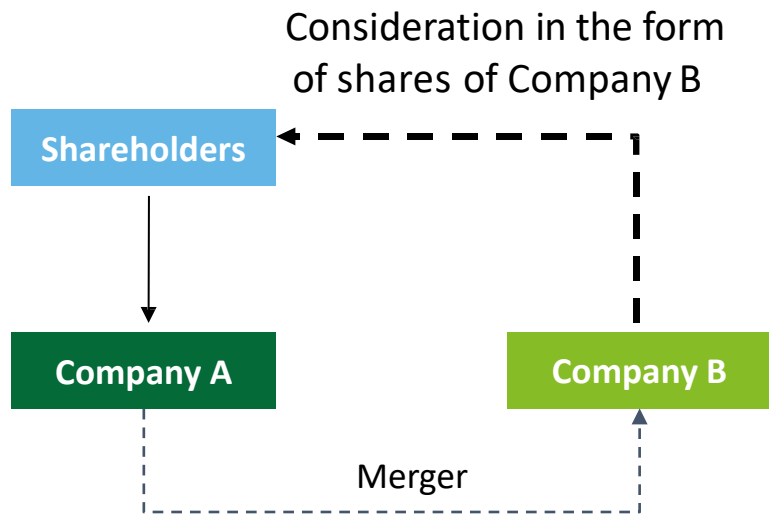 Consideration in the form
of shares of Company B
Shareholders
Company A
Company B
Merger